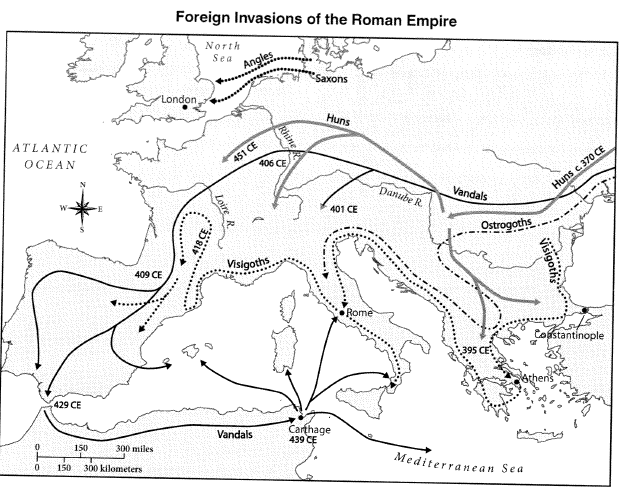 Foreign Invasions of the Roman Empire
North
Sea
Angles
Saxons
London
Huns
Rhine R.
451 CE
406 CE
ATLANTIC
OCEAN
Huns c. 370 CE
N
W
E
S
Loire R.
401 CE
Danube R.
Vandals
Ostrogoths
418 CE
Visigoths
Visigoths
409 CE
Rome
Constantinople
395 CE
Athens
429 CE
Vandals
Carthage
439 CE
Mediterranean Sea
0 150 300 miles
0 150 300 kilometers